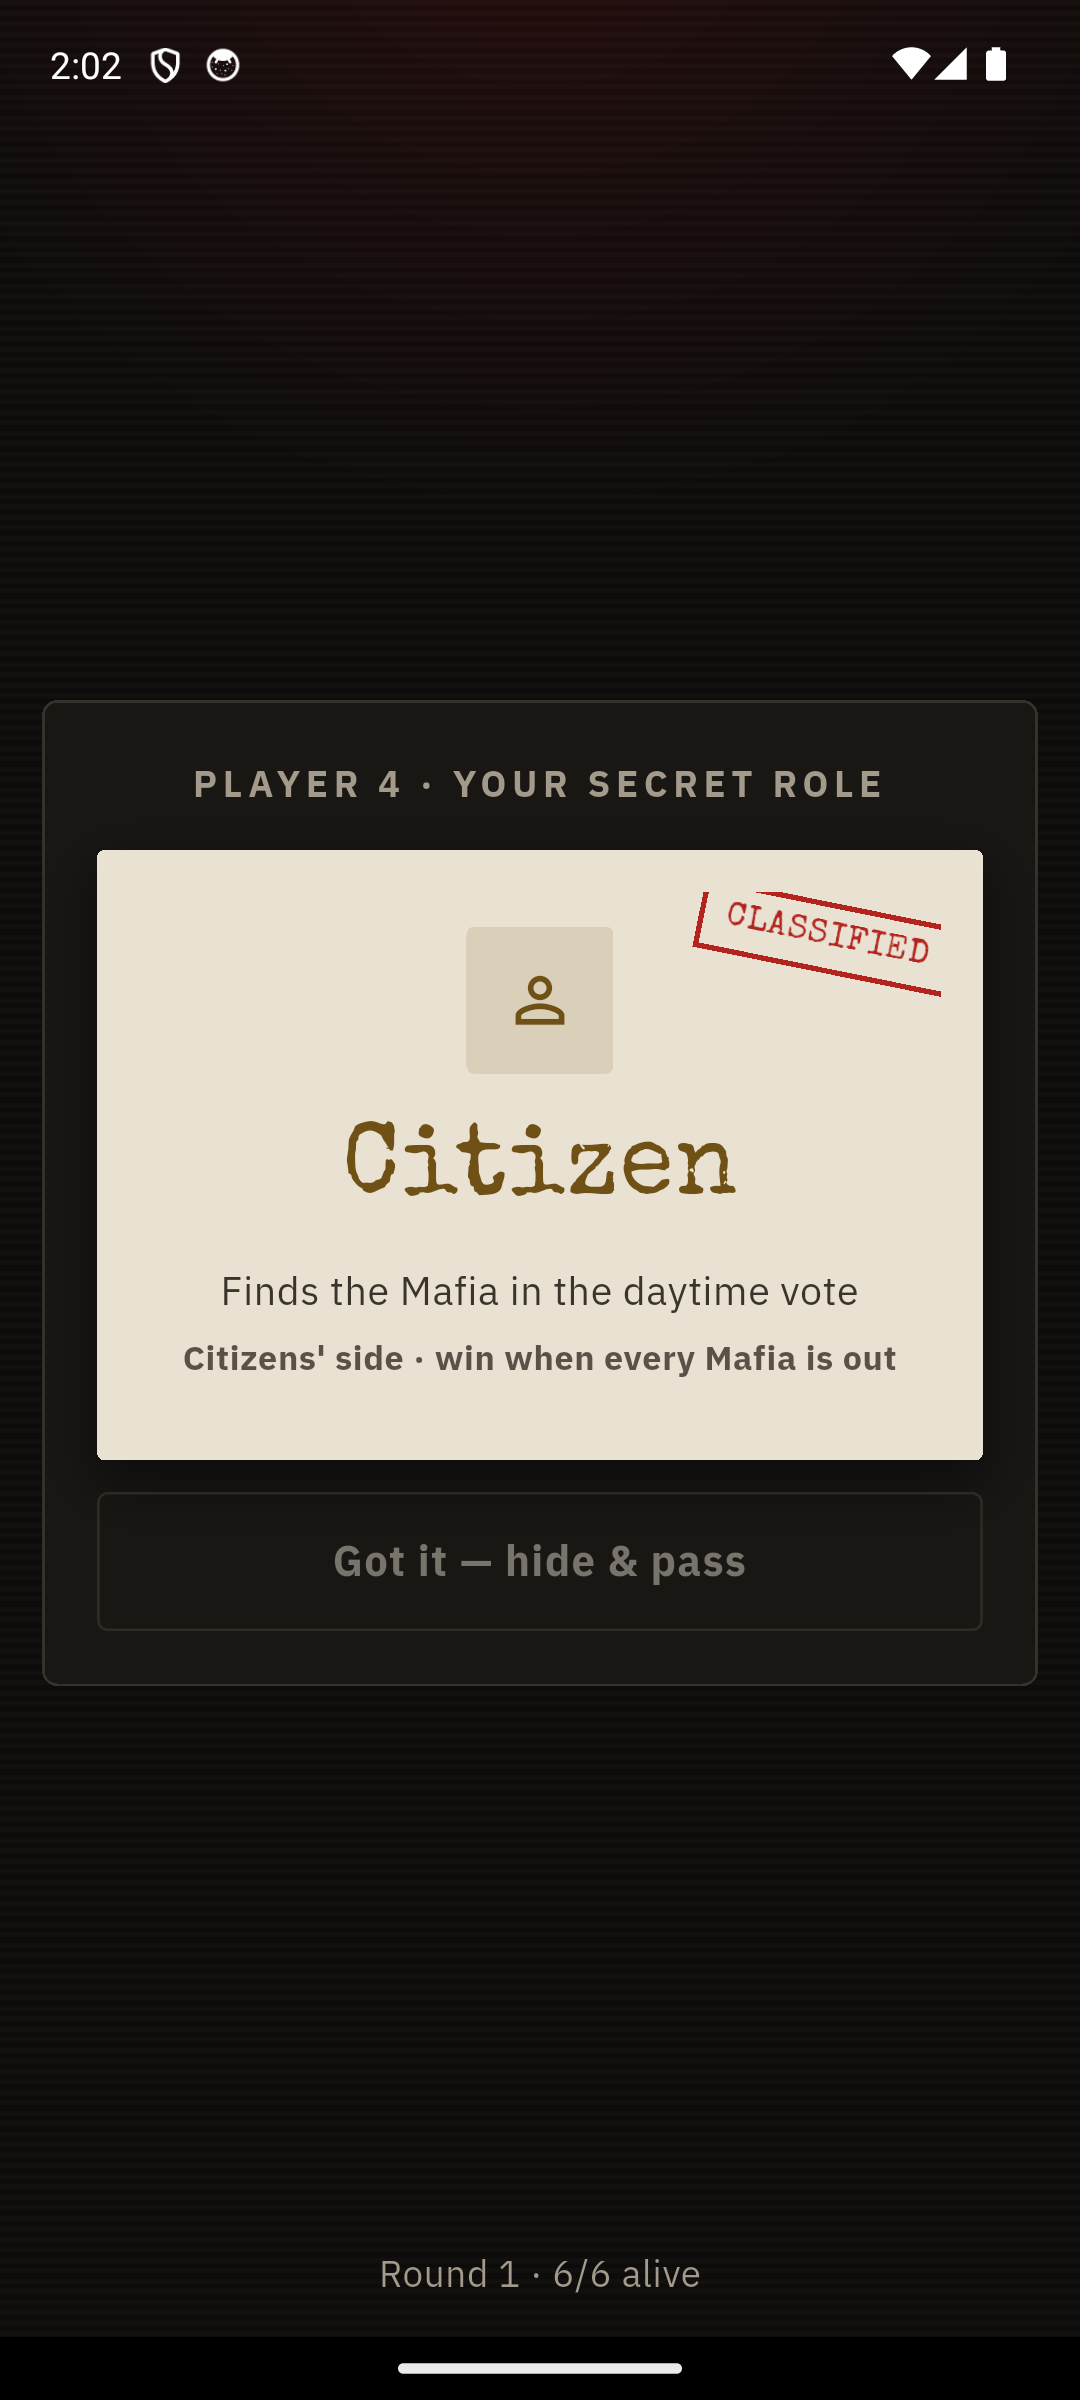 2:02
PLAYER 4 · YOUR SECRET ROLE
CLASSIFIED
Citizen
Finds the Mafia in the daytime vote
Citizens' side · win when every Mafia is out
Got it — hide & pass
Round 1 · 6/6 alive